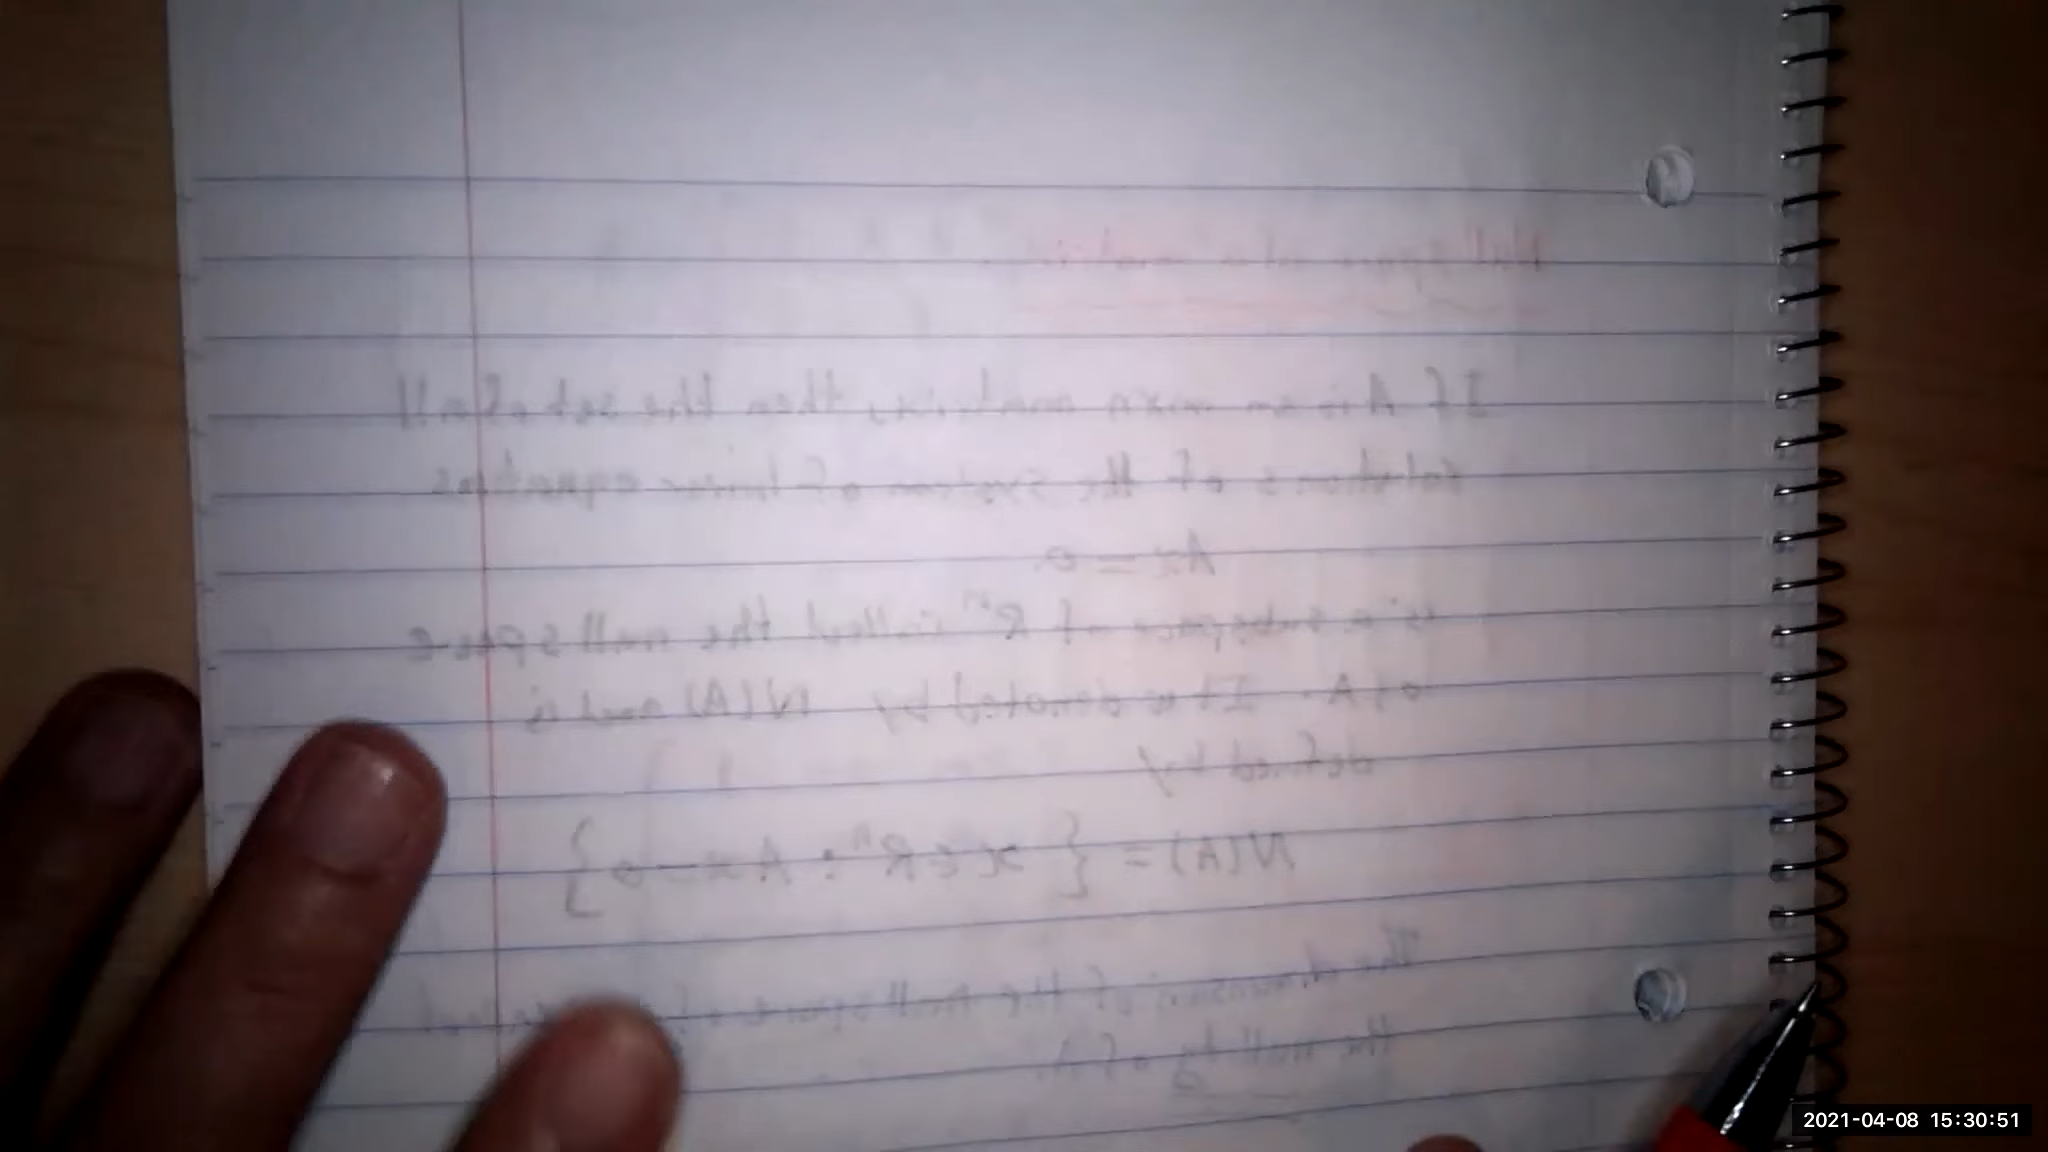 Null space of a matrix
If A is an mxn matrix, then the set of all
solutions of the system of linear equations
Ax = 0
is a subspace of Rⁿ called the null space
of A. It is denoted by N(A) and is
defined by
N(A) = { x ∈ Rⁿ : Ax = 0 }
The dimension of the null space of A is called
the nullity of A.
2021-04-08 15:30:51